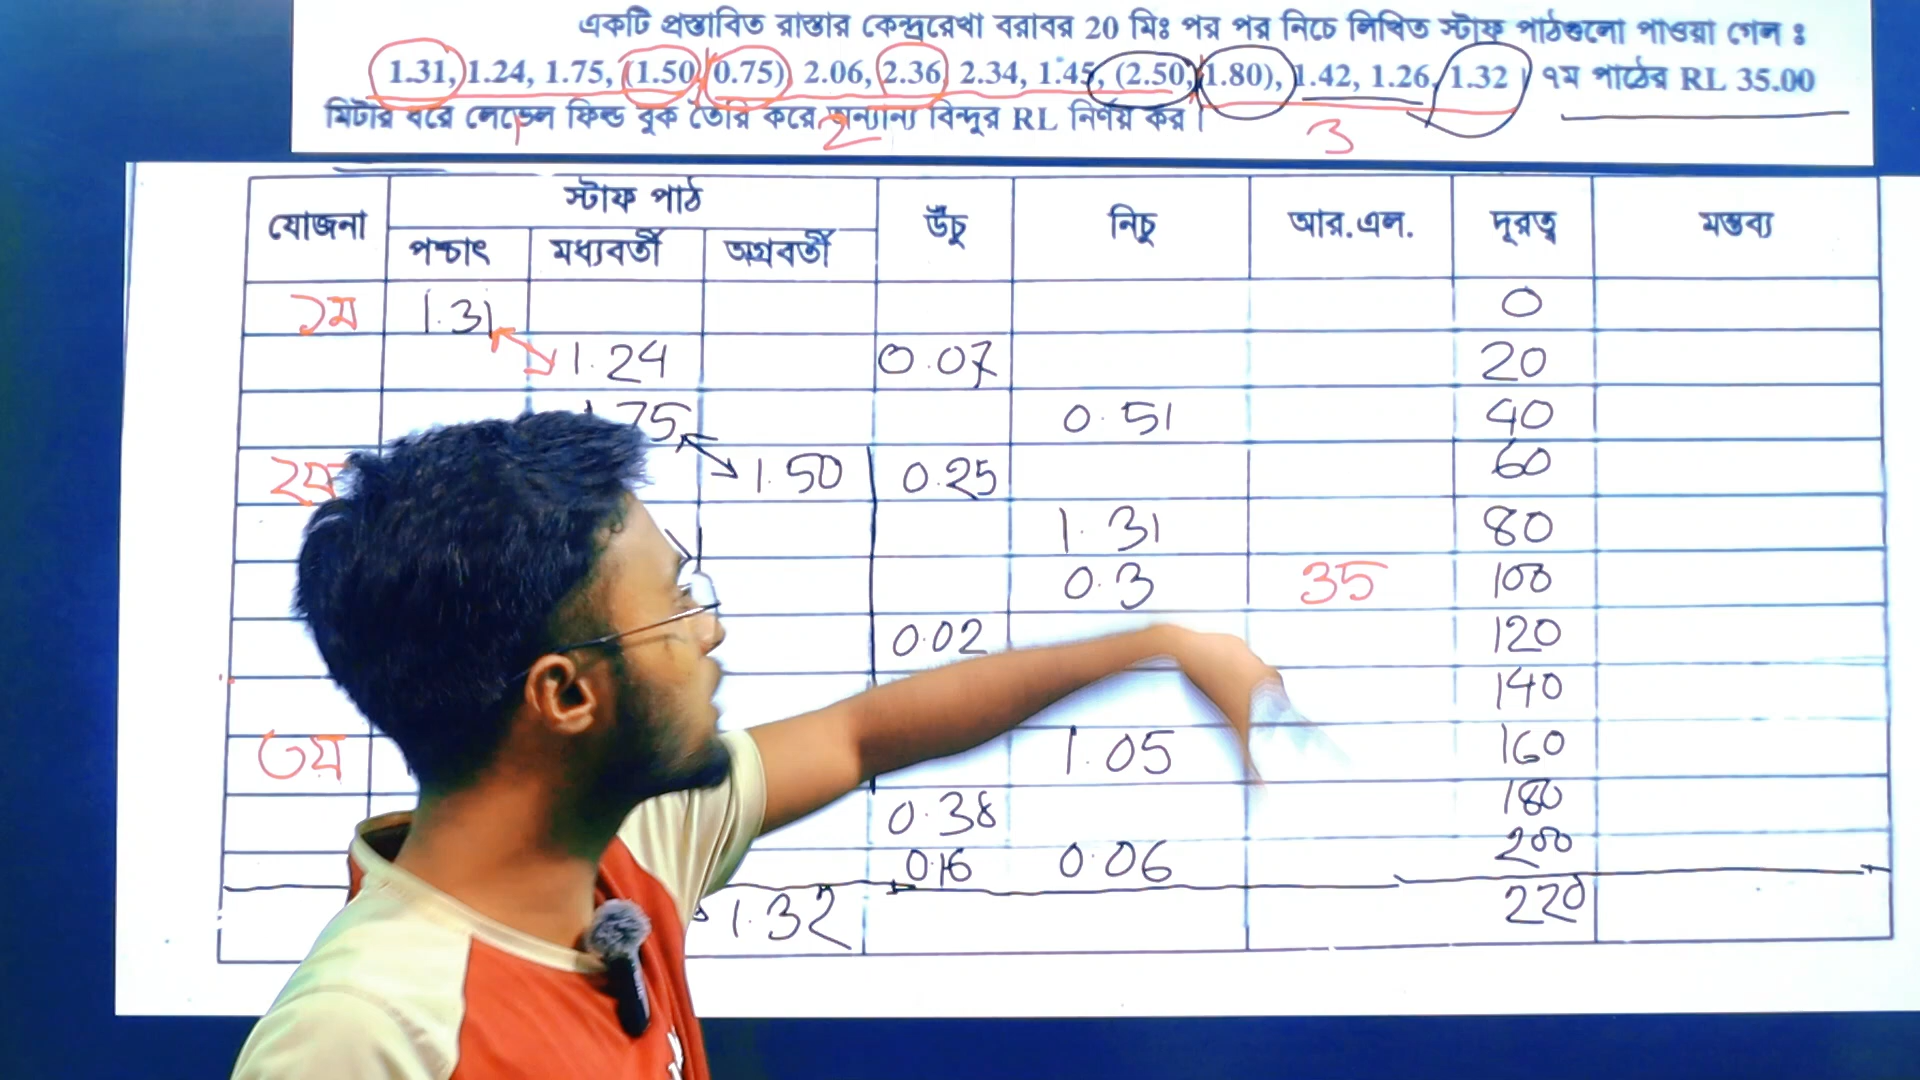 একটি প্রস্তাবিত রাস্তার কেন্দ্ররেখা বরাবর 20 মিঃ পর পর নিচে লিখিত স্টাফ পাঠগুলো পাওয়া গেল ঃ
1.31, 1.24, 1.75, (1.50, 0.75), 2.06, 2.36, 2.34, 1.45, (2.50, 1.80), 1.42, 1.26, 1.32 । ৭ম পাঠের RL 35.00
মিটার ধরে লেভেল ফিল্ড বুক তৈরি করে অন্যান্য বিন্দুর RL নির্ণয় কর।
1 2 3
যোজনা স্টাফ পাঠ উঁচু নিচু আর.এল. দূরত্ব মন্তব্য
পশ্চাৎ মধ্যবর্তী অগ্রবর্তী
১ম 1.31 0
1.24 0.07 20
.75 0.51 40
২য় 1.50 0.25 60
1.31 80
0.3 35 100
0.02 120
140
৩য় 1.05 160
0.38 180
0.16 0.06 200
1.32 220